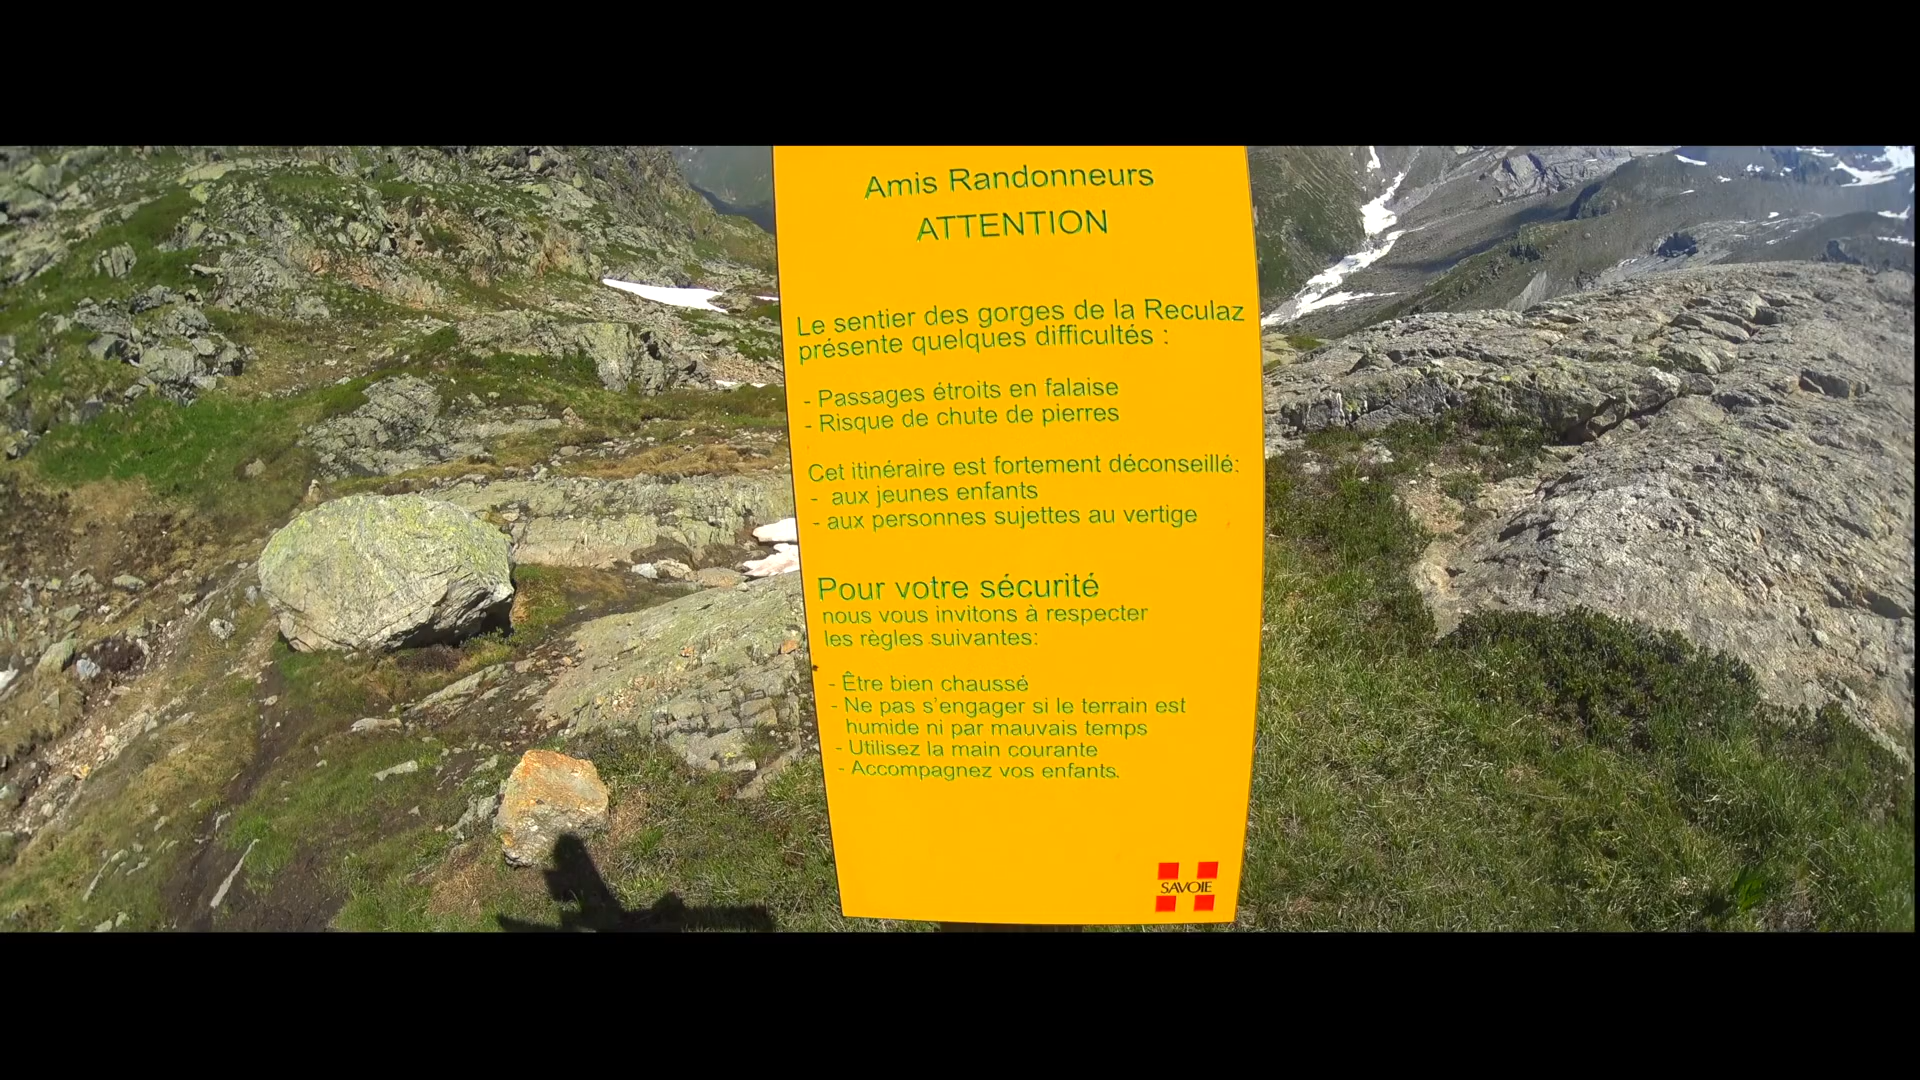 Amis Randonneurs
ATTENTION
Le sentier des gorges de la Reculaz
présente quelques difficultés :
- Passages étroits en falaise
- Risque de chute de pierres
Cet itinéraire est fortement déconseillé:
- aux jeunes enfants
- aux personnes sujettes au vertige
Pour votre sécurité
nous vous invitons à respecter
les règles suivantes:
- Être bien chaussé
- Ne pas s'engager si le terrain est
humide ni par mauvais temps
- Utilisez la main courante
- Accompagnez vos enfants.
SAVOIE